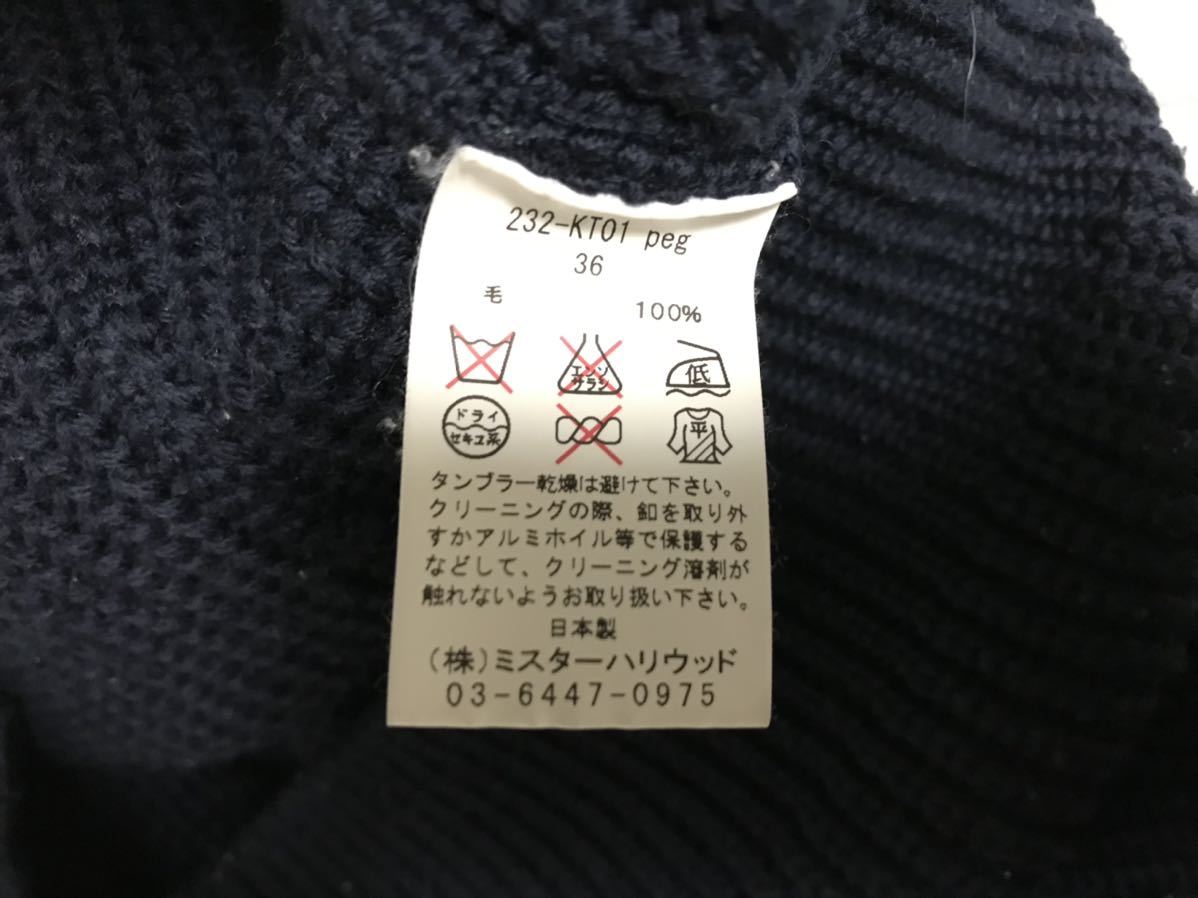 232-KT01 peg
36
毛 100%
エンソ
サラシ
低
ドライ
セキユ系
平
タンブラー乾燥は避けて下さい。
クリーニングの際、釦を取り外
すかアルミホイル等で保護する
などして、クリーニング溶剤が
触れないようお取り扱い下さい。
日本製
(株)ミスターハリウッド
03-6447-0975